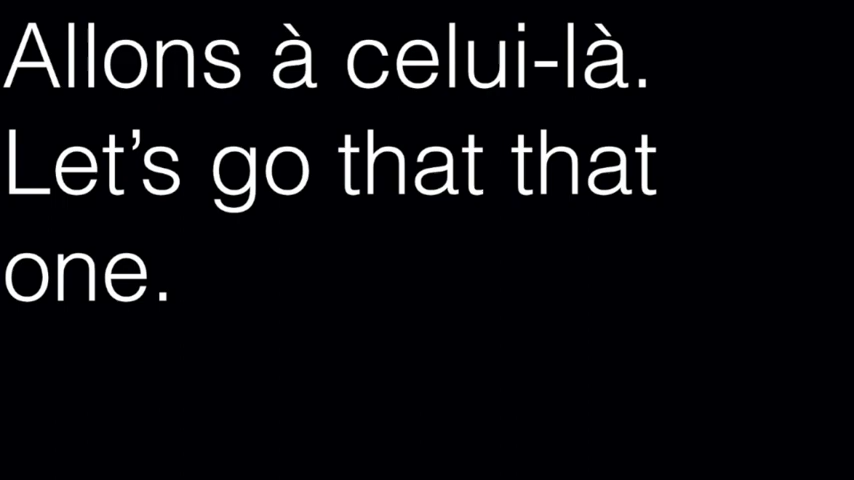 Allons à celui-là.
Let’s go that that
one.